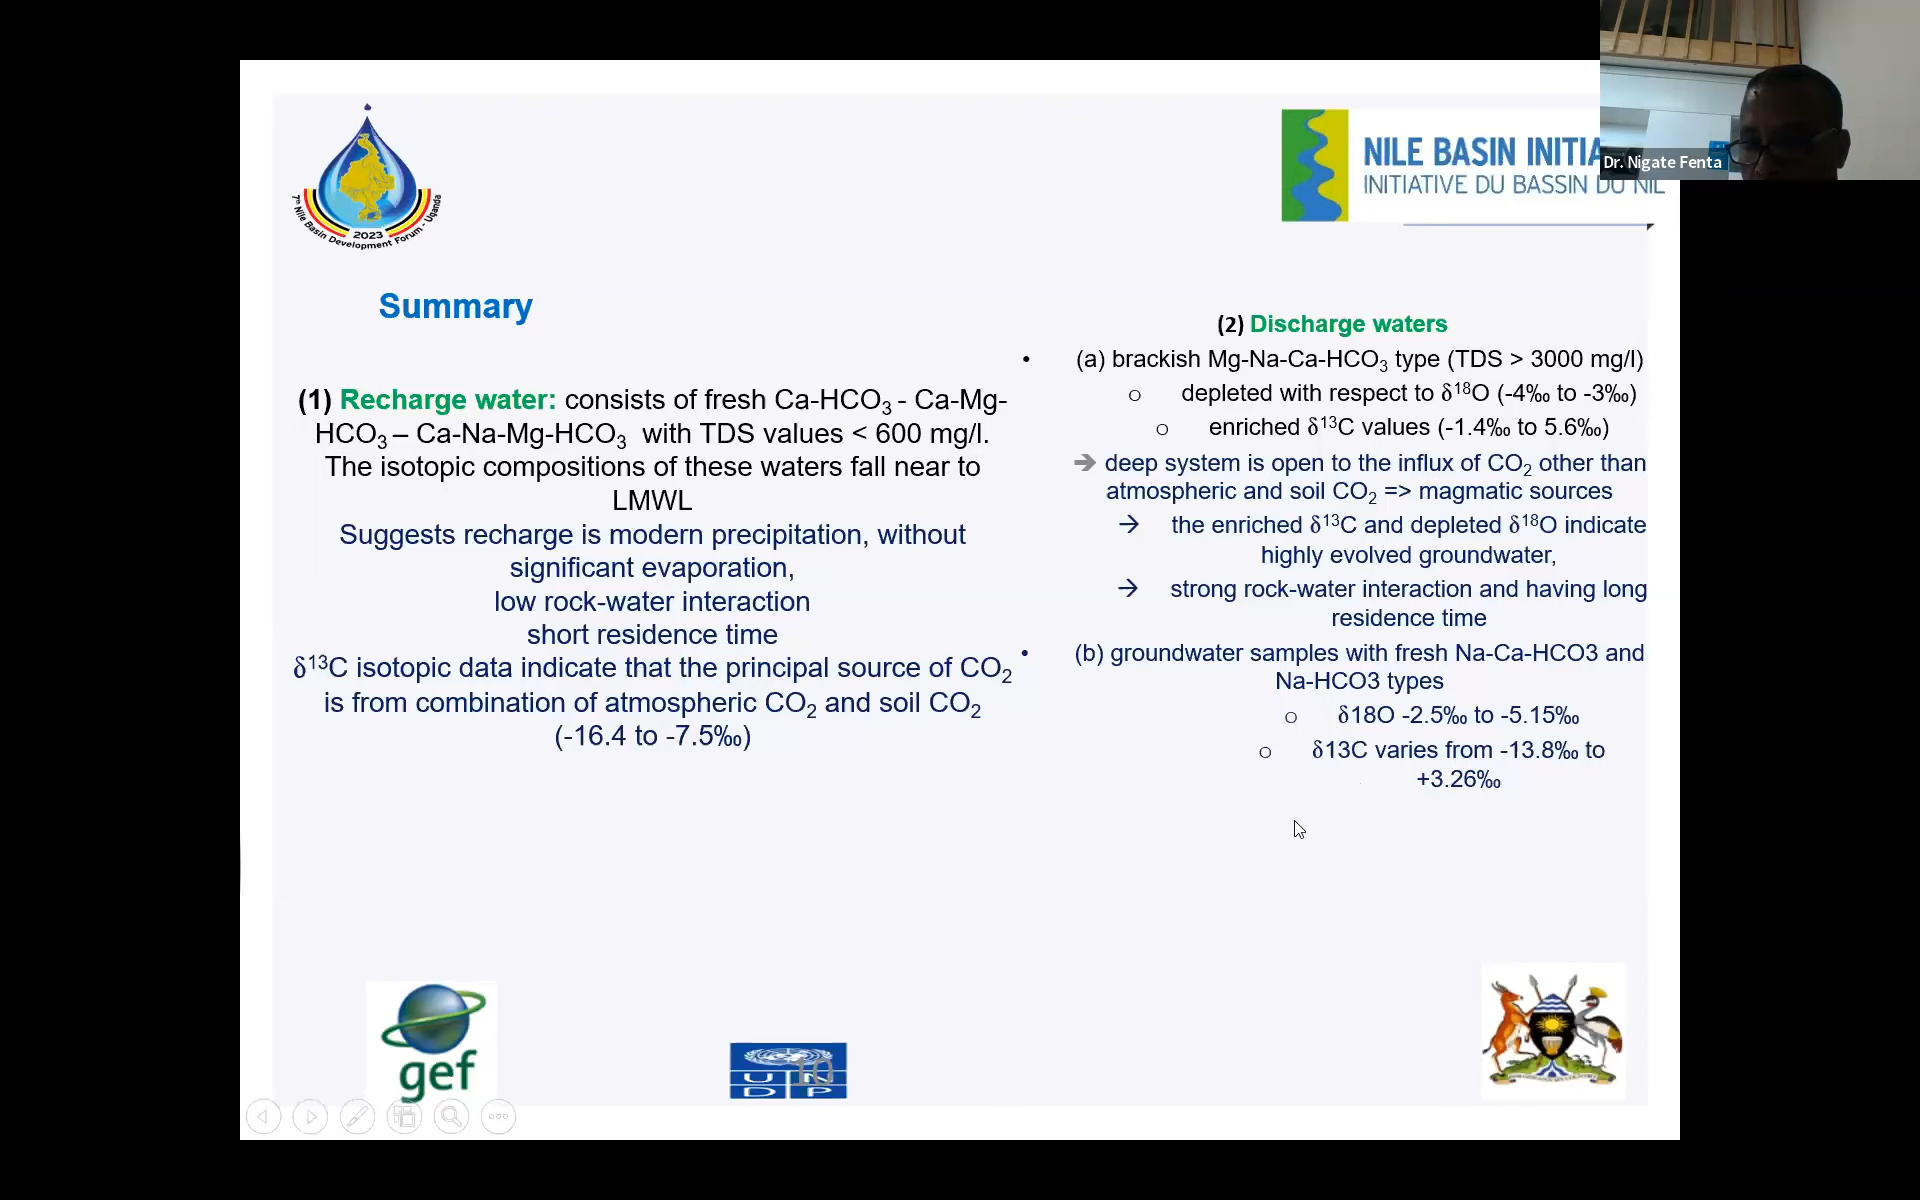 7th Nile Basin Development Forum - Uganda
2023
NILE BASIN INITIA
INITIATIVE DU BASSIN DU NIL
Dr. Nigate Fenta
Summary
(1) Recharge water: consists of fresh Ca-HCO₃ - Ca-Mg-
HCO₃ – Ca-Na-Mg-HCO₃ with TDS values < 600 mg/l.
The isotopic compositions of these waters fall near to
LMWL
Suggests recharge is modern precipitation, without
significant evaporation,
low rock-water interaction
short residence time
δ¹³C isotopic data indicate that the principal source of CO₂
is from combination of atmospheric CO₂ and soil CO₂
(-16.4 to -7.5‰)
(2) Discharge waters
• (a) brackish Mg-Na-Ca-HCO₃ type (TDS > 3000 mg/l)
o depleted with respect to δ¹⁸O (-4‰ to -3‰)
o enriched δ¹³C values (-1.4‰ to 5.6‰)
➔ deep system is open to the influx of CO₂ other than
atmospheric and soil CO₂ => magmatic sources
→ the enriched δ¹³C and depleted δ¹⁸O indicate
highly evolved groundwater,
→ strong rock-water interaction and having long
residence time
• (b) groundwater samples with fresh Na-Ca-HCO3 and
Na-HCO3 types
o δ18O -2.5‰ to -5.15‰
o δ13C varies from -13.8‰ to
+3.26‰
gef
U N
D P
10